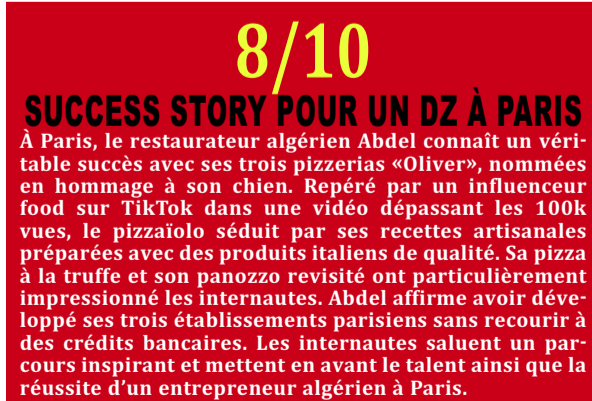 8/10
SUCCESS STORY POUR UN DZ À PARIS
À Paris, le restaurateur algérien Abdel connaît un véri-
table succès avec ses trois pizzerias «Oliver», nommées
en hommage à son chien. Repéré par un influenceur
food sur TikTok dans une vidéo dépassant les 100k
vues, le pizzaïolo séduit par ses recettes artisanales
préparées avec des produits italiens de qualité. Sa pizza
à la truffe et son panozzo revisité ont particulièrement
impressionné les internautes. Abdel affirme avoir déve-
loppé ses trois établissements parisiens sans recourir à
des crédits bancaires. Les internautes saluent un par-
cours inspirant et mettent en avant le talent ainsi que la
réussite d’un entrepreneur algérien à Paris.